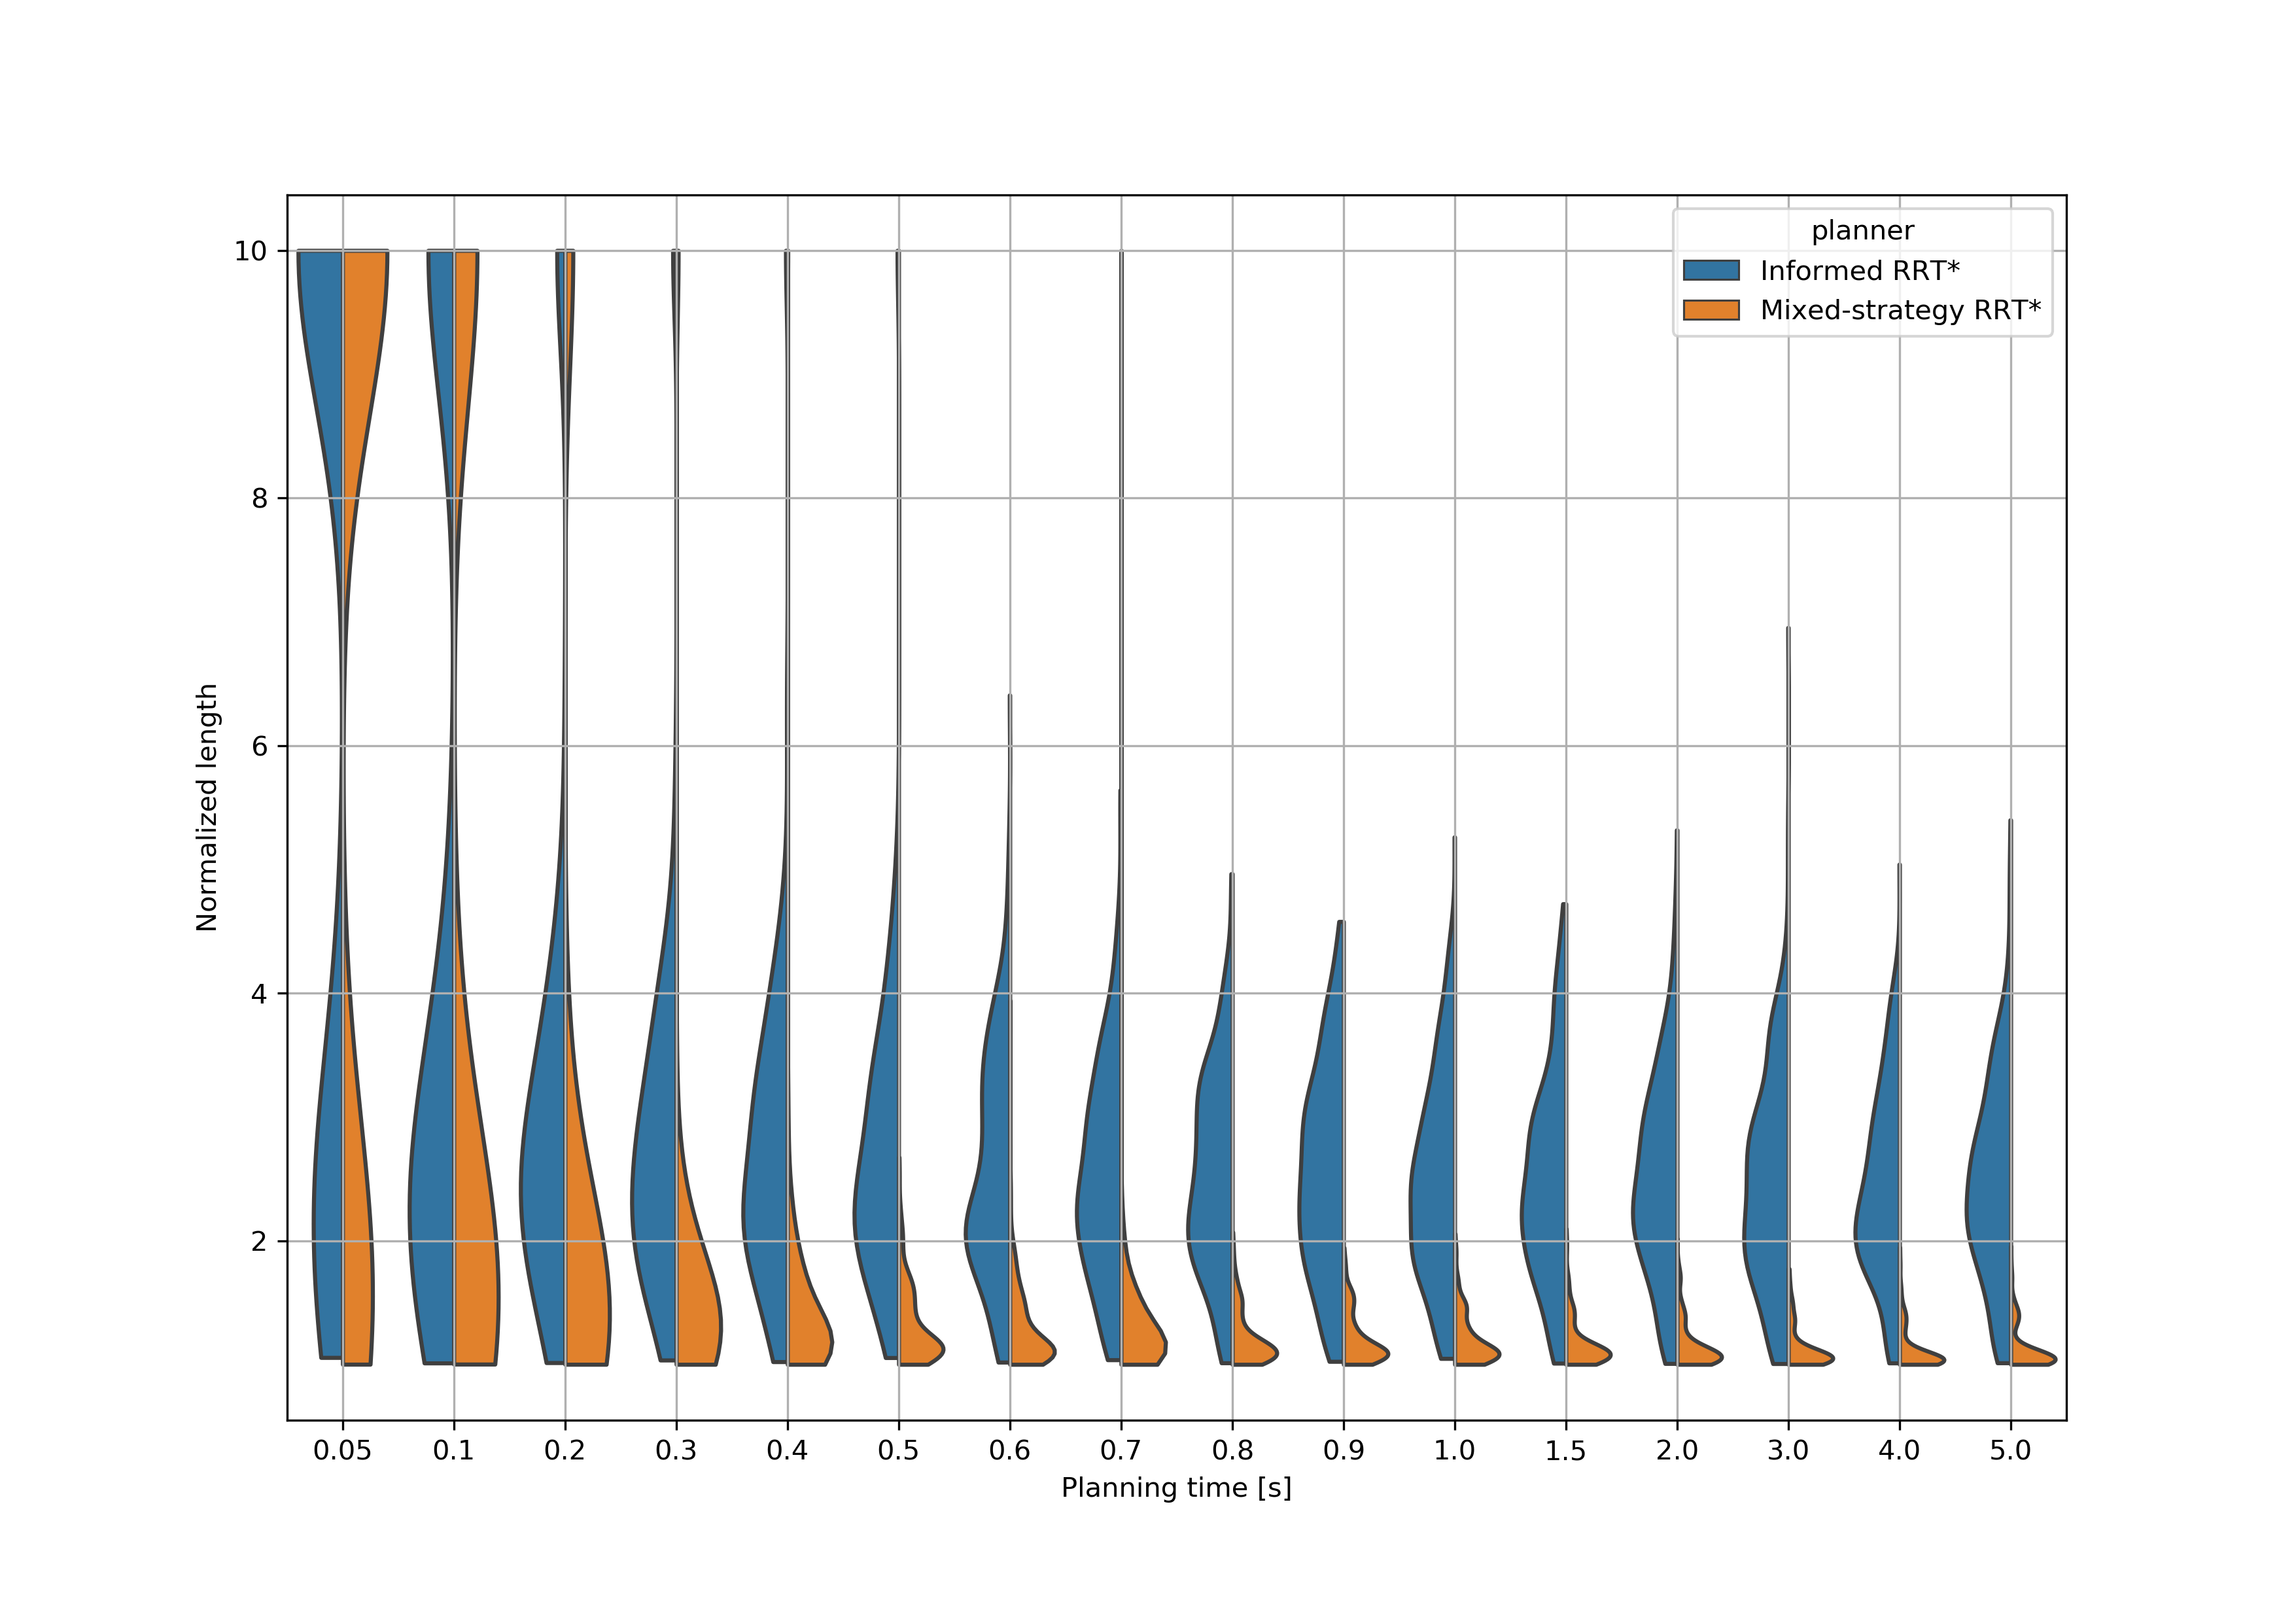 planner
Informed RRT*
Mixed-strategy RRT*
10
8
6
4
2
Normalized length
0.05 0.1 0.2 0.3 0.4 0.5 0.6 0.7 0.8 0.9 1.0 1.5 2.0 3.0 4.0 5.0
Planning time [s]